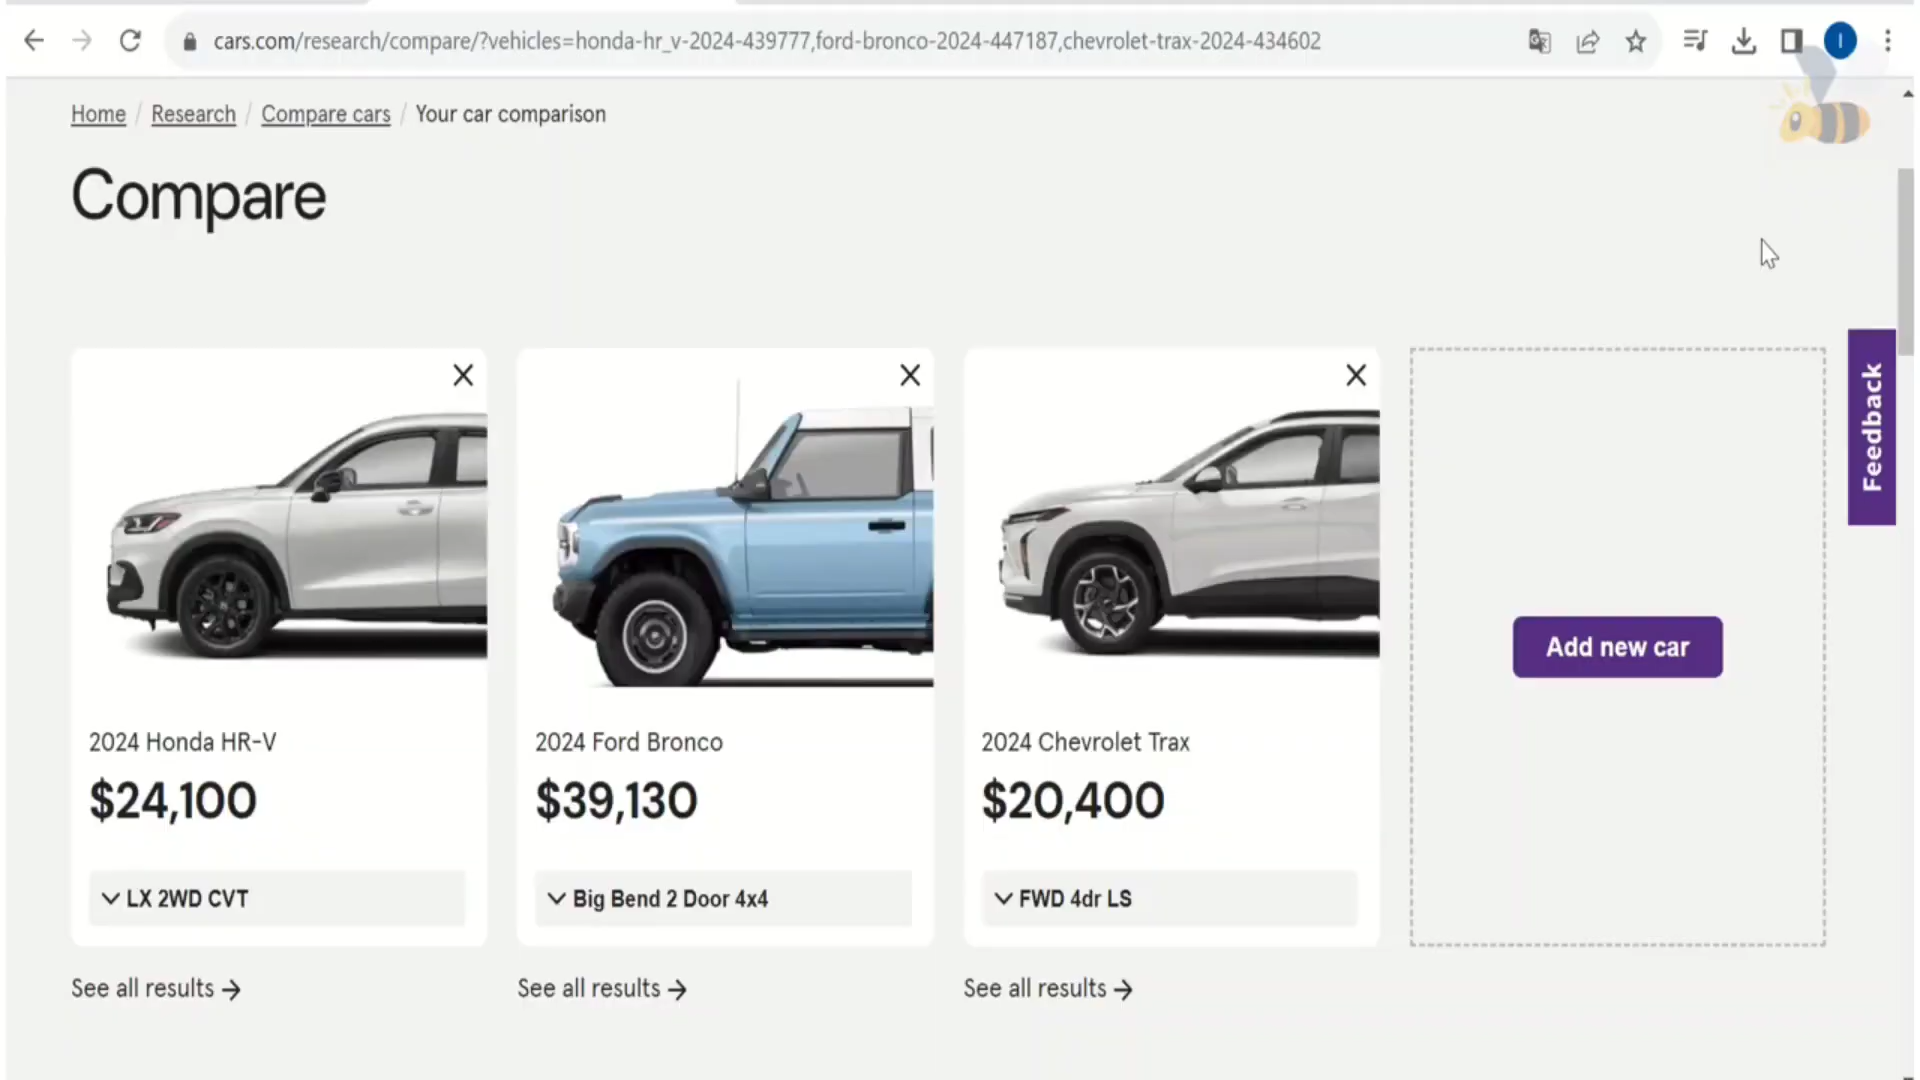 cars.com/research/compare/?vehicles=honda-hr_v-2024-439777,ford-bronco-2024-447187,chevrolet-trax-2024-434602
I
Home / Research / Compare cars / Your car comparison
Compare
Feedback
Add new car
2024 Honda HR-V
$24,100
LX 2WD CVT
See all results →
2024 Ford Bronco
$39,130
Big Bend 2 Door 4x4
See all results →
2024 Chevrolet Trax
$20,400
FWD 4dr LS
See all results →